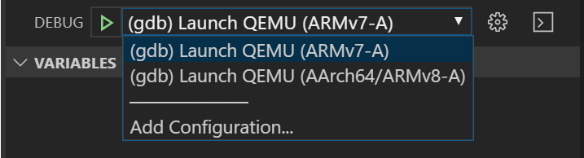 DEBUG (gdb) Launch QEMU (ARMv7-A)
(gdb) Launch QEMU (ARMv7-A)
VARIABLES
(gdb) Launch QEMU (AArch64/ARMv8-A)
Add Configuration...